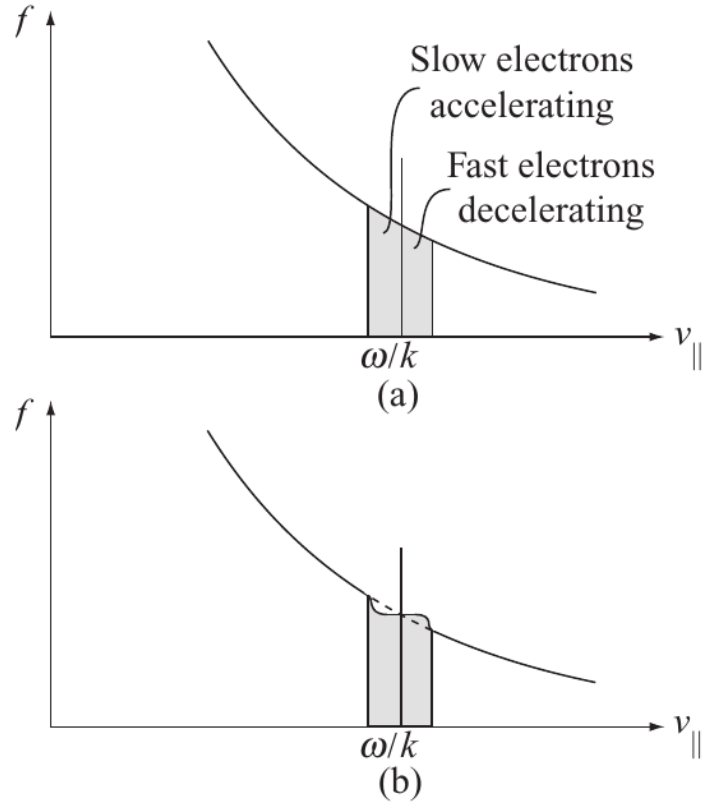 f
Slow electrons
accelerating
Fast electrons
decelerating
ω/k
v||
(a)
f
ω/k
v||
(b)